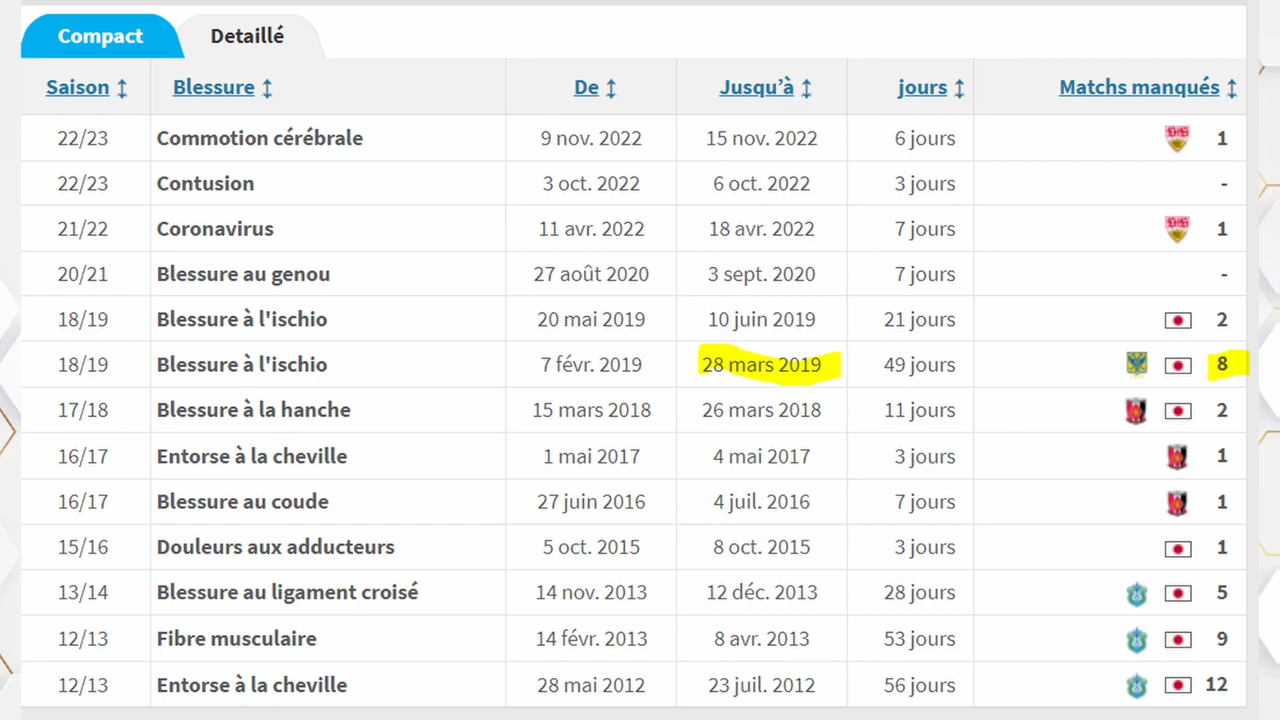 Compact Detaillé
Saison Blessure De Jusqu’à jours Matchs manqués
22/23 Commotion cérébrale 9 nov. 2022 15 nov. 2022 6 jours 1
22/23 Contusion 3 oct. 2022 6 oct. 2022 3 jours -
21/22 Coronavirus 11 avr. 2022 18 avr. 2022 7 jours 1
20/21 Blessure au genou 27 août 2020 3 sept. 2020 7 jours -
18/19 Blessure à l'ischio 20 mai 2019 10 juin 2019 21 jours 2
18/19 Blessure à l'ischio 7 févr. 2019 28 mars 2019 49 jours 8
17/18 Blessure à la hanche 15 mars 2018 26 mars 2018 11 jours 2
16/17 Entorse à la cheville 1 mai 2017 4 mai 2017 3 jours 1
16/17 Blessure au coude 27 juin 2016 4 juil. 2016 7 jours 1
15/16 Douleurs aux adducteurs 5 oct. 2015 8 oct. 2015 3 jours 1
13/14 Blessure au ligament croisé 14 nov. 2013 12 déc. 2013 28 jours 5
12/13 Fibre musculaire 14 févr. 2013 8 avr. 2013 53 jours 9
12/13 Entorse à la cheville 28 mai 2012 23 juil. 2012 56 jours 12